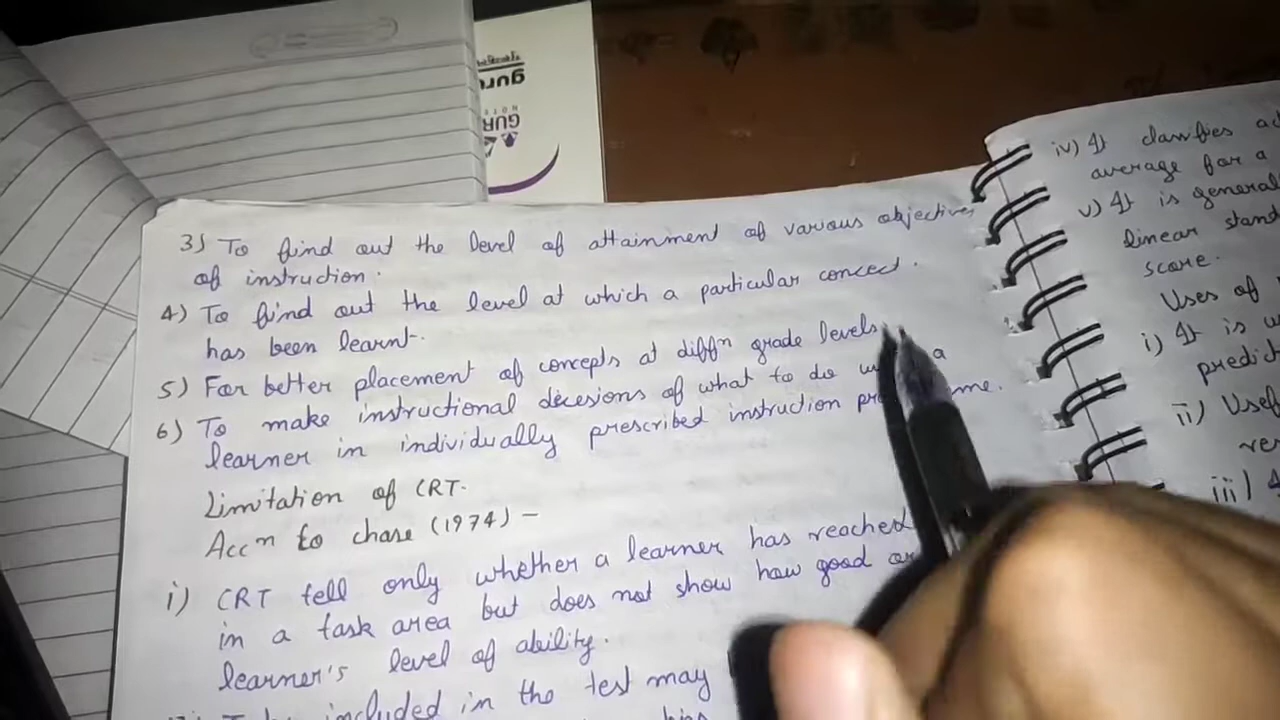 3) To find out the level of attainment of various objectives
of instruction.
4) To find out the level at which a particular concect.
has been learnt.
5) For better placement of concepts at diffn grade levels
6) To make instructional decesions of what to do a
learner in individually prescribed instruction
Limitation of CRT.
Accn to chase (1974) –
i) CRT tell only whether a learner has reached
in a task area but does not show how good or
learner's level of ability.
included in the test may
iv) It clarifies
average for a
v) It is general
linear stand
score.
Uses of
i) It is
predict
ii) Usef
ver
iii)
guru
GUR